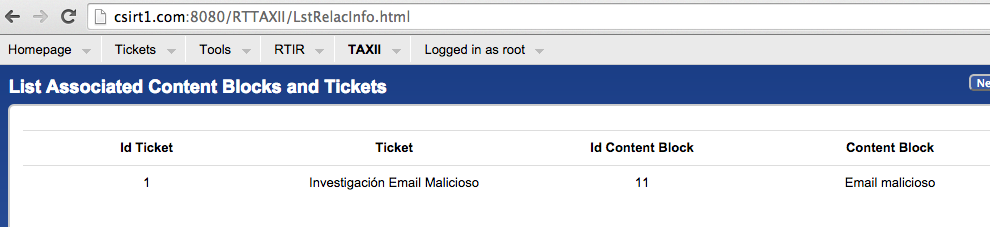 csirt1.com:8080/RTTAXII/LstRelacInfo.html
Homepage Tickets Tools RTIR TAXII Logged in as root
List Associated Content Blocks and Tickets Ne
Id Ticket Ticket Id Content Block Content Block
1 Investigación Email Malicioso 11 Email malicioso